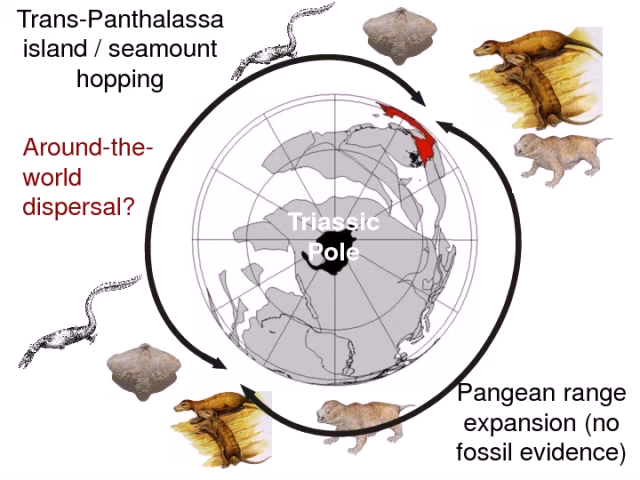 Trans-Panthalassa
island / seamount
hopping
Around-the-
world
dispersal?
Triassic
Pole
Pangean range
expansion (no
fossil evidence)